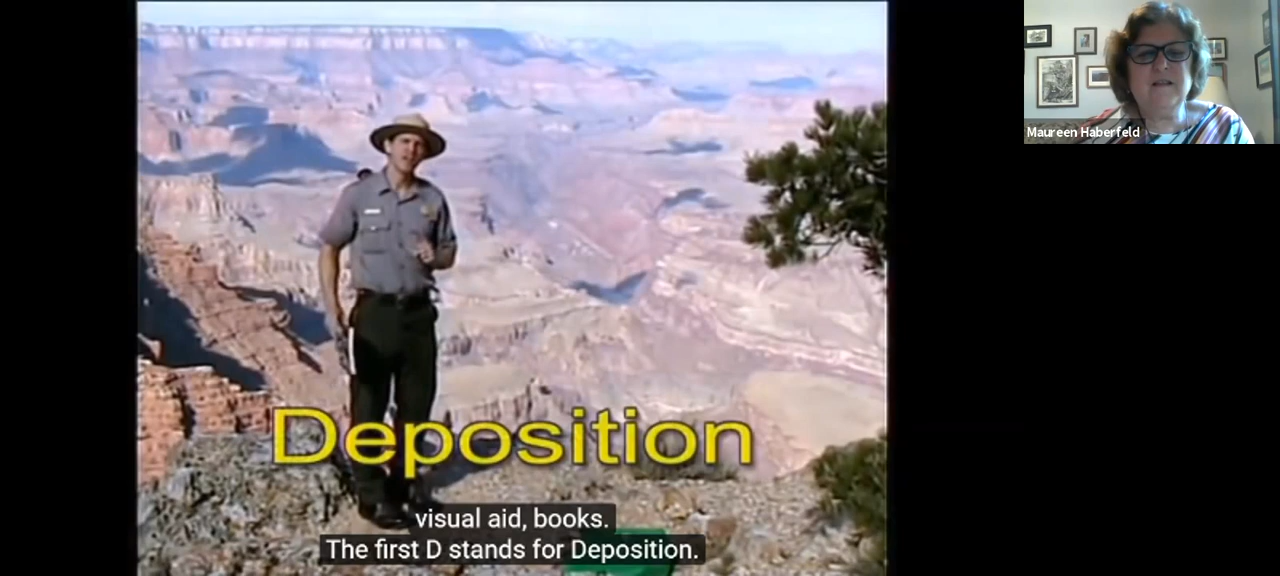 Maureen Haberfeld
Deposition
visual aid, books.
The first D stands for Deposition.